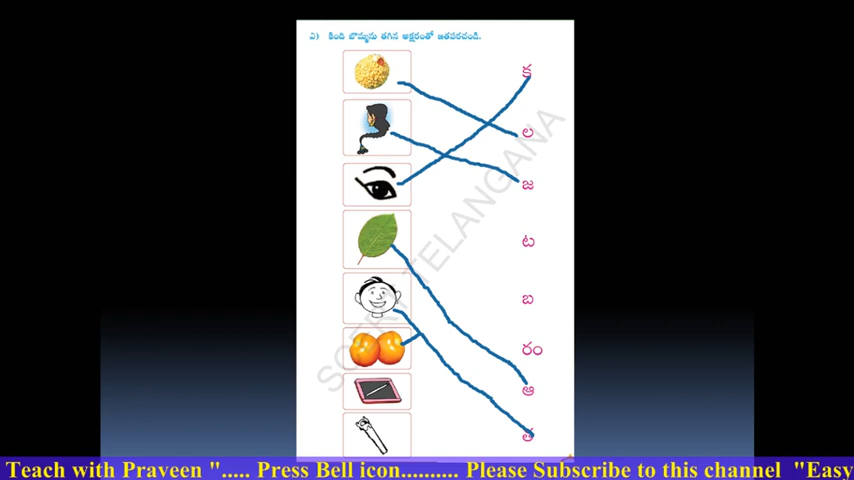 ఎ) కింది బొమ్మను తగిన అక్షరంతో జతపరచండి.
క
ల
జ
ట
బ
రం
ఆ
త
SCERT TELANGANA
Teach with Praveen "..... Press Bell icon.......... Please Subscribe to this channel "Easy